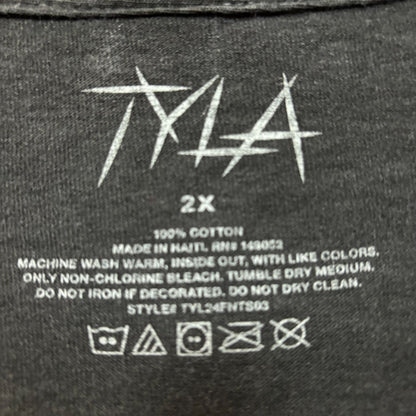 TYLA
2X
100% COTTON
MADE IN HAITI. RN# 149052
MACHINE WASH WARM, INSIDE OUT, WITH LIKE COLORS.
ONLY NON-CHLORINE BLEACH. TUMBLE DRY MEDIUM.
DO NOT IRON IF DECORATED. DO NOT DRY CLEAN.
STYLE# TYL24FNTS03